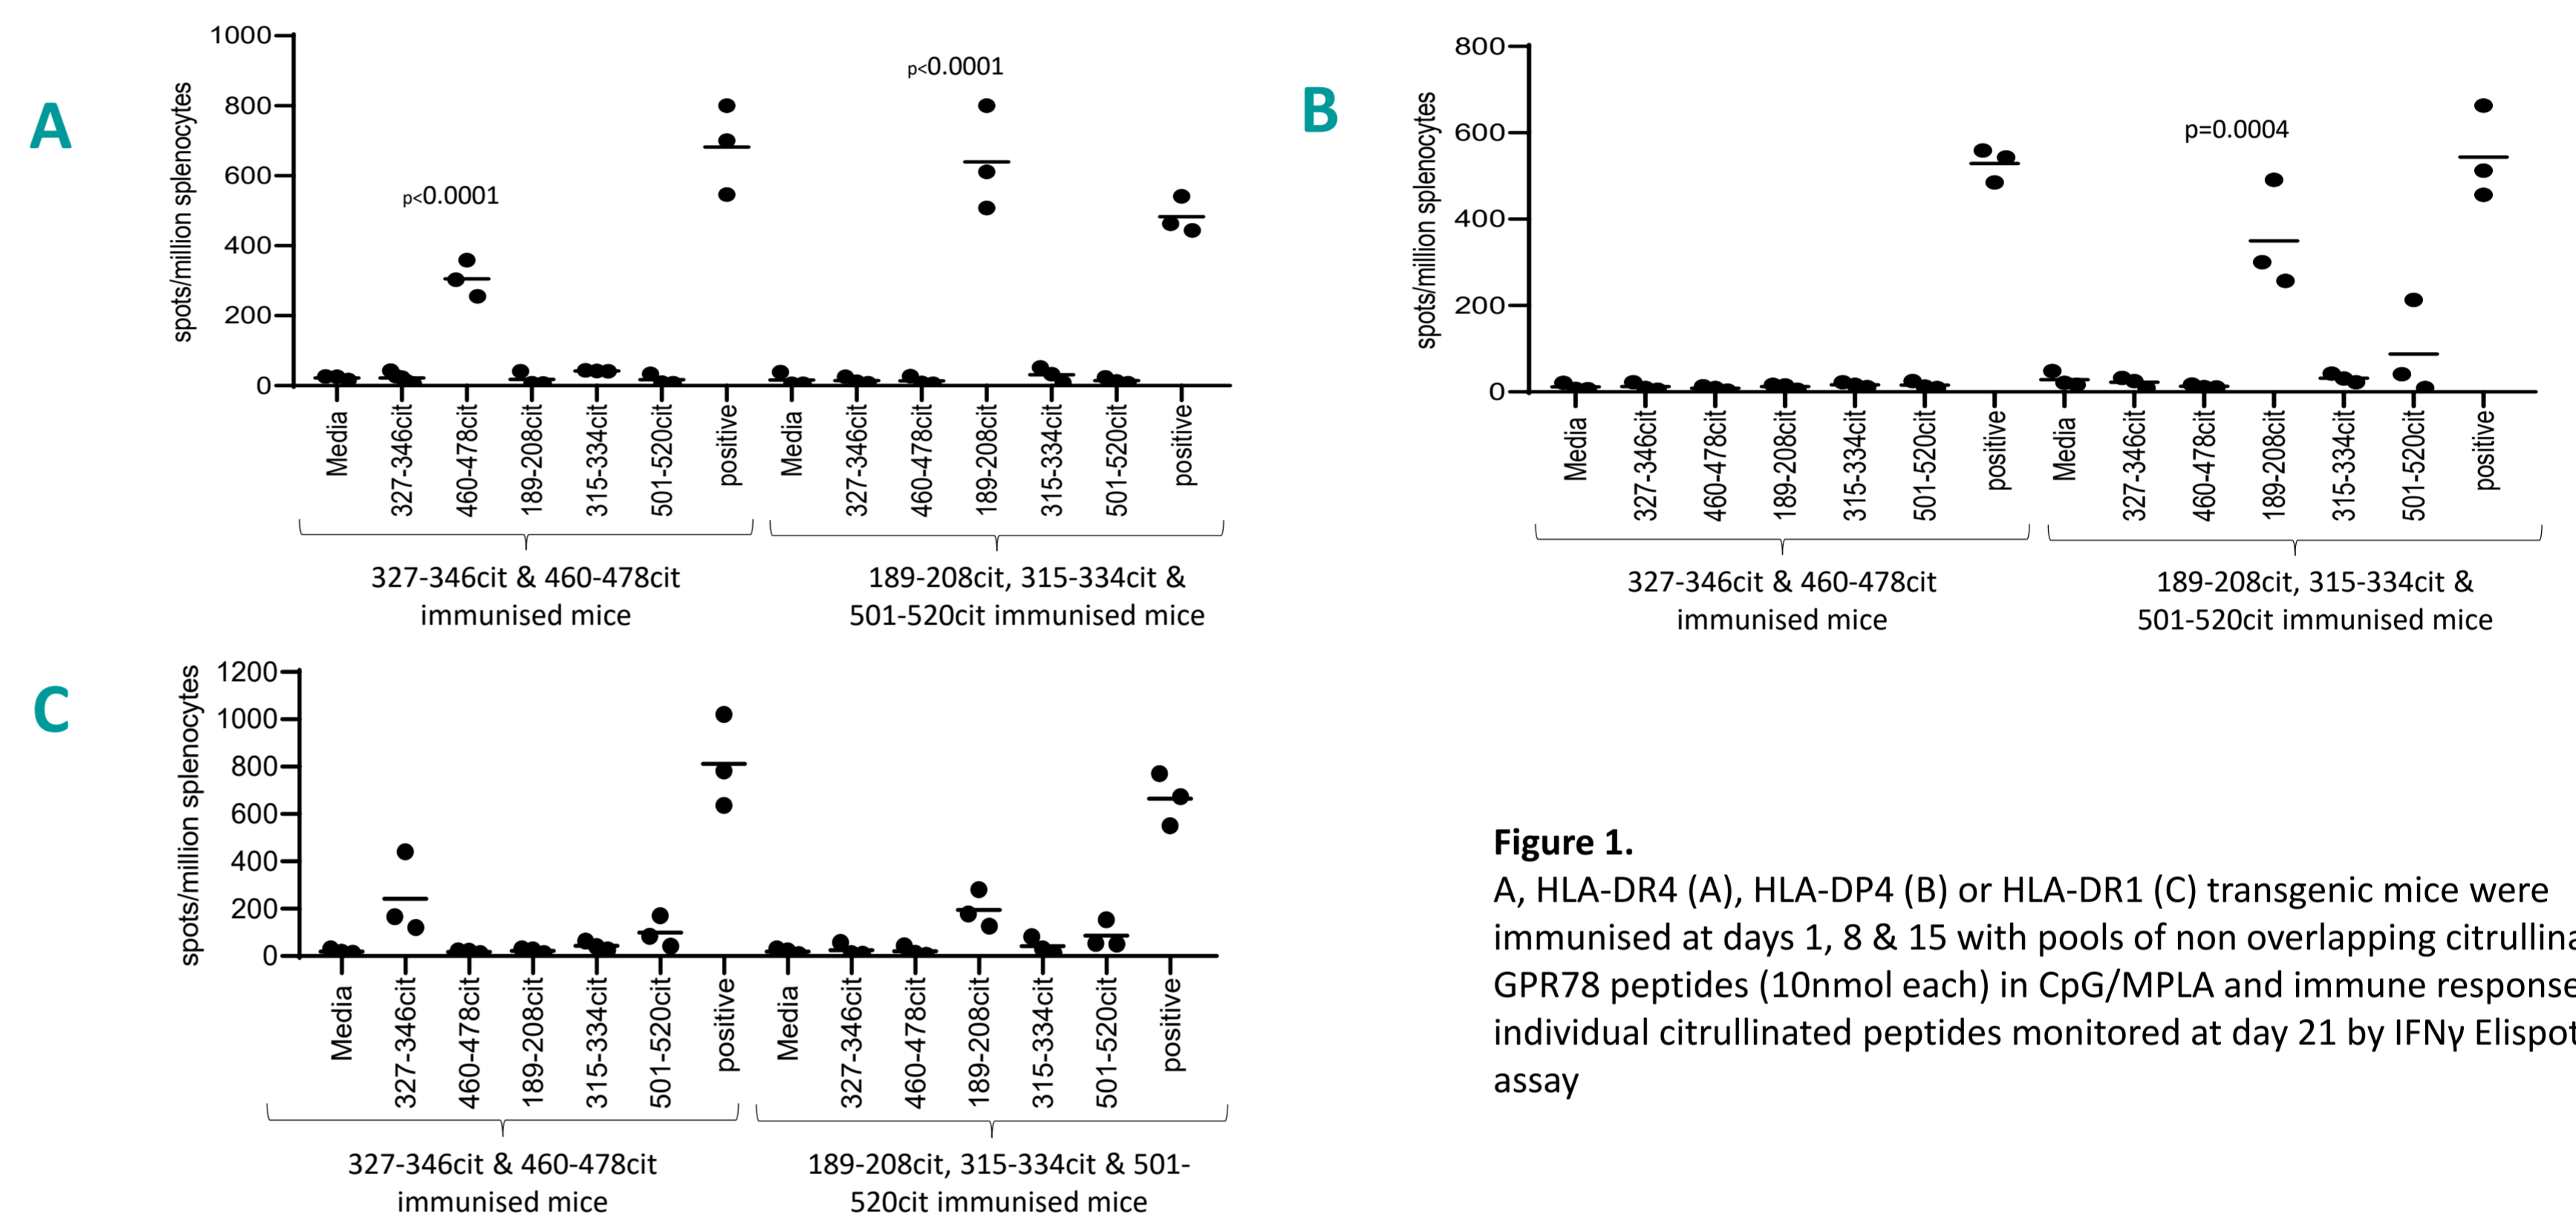 A
spots/million splenocytes
1000
800
600
400
200
0
p<0.0001
p<0.0001
Media
327-346cit
460-478cit
189-208cit
315-334cit
501-520cit
positive
Media
327-346cit
460-478cit
189-208cit
315-334cit
501-520cit
positive
327-346cit & 460-478cit
immunised mice
189-208cit, 315-334cit &
501-520cit immunised mice
B
spots/million splenocytes
800
600
400
200
0
p=0.0004
Media
327-346cit
460-478cit
189-208cit
315-334cit
501-520cit
positive
Media
327-346cit
460-478cit
189-208cit
315-334cit
501-520cit
positive
327-346cit & 460-478cit
immunised mice
189-208cit, 315-334cit &
501-520cit immunised mice
C
spots/million splenocytes
1200
1000
800
600
400
200
0
Media
327-346cit
460-478cit
189-208cit
315-334cit
501-520cit
positive
Media
327-346cit
460-478cit
189-208cit
315-334cit
501-520cit
positive
327-346cit & 460-478cit
immunised mice
189-208cit, 315-334cit & 501-
520cit immunised mice
Figure 1.
A, HLA-DR4 (A), HLA-DP4 (B) or HLA-DR1 (C) transgenic mice were
immunised at days 1, 8 & 15 with pools of non overlapping
GPR78 peptides (10nmol each) in CpG/MPLA and immune
individual citrullinated peptides monitored at day 21 by IFNγ
assay